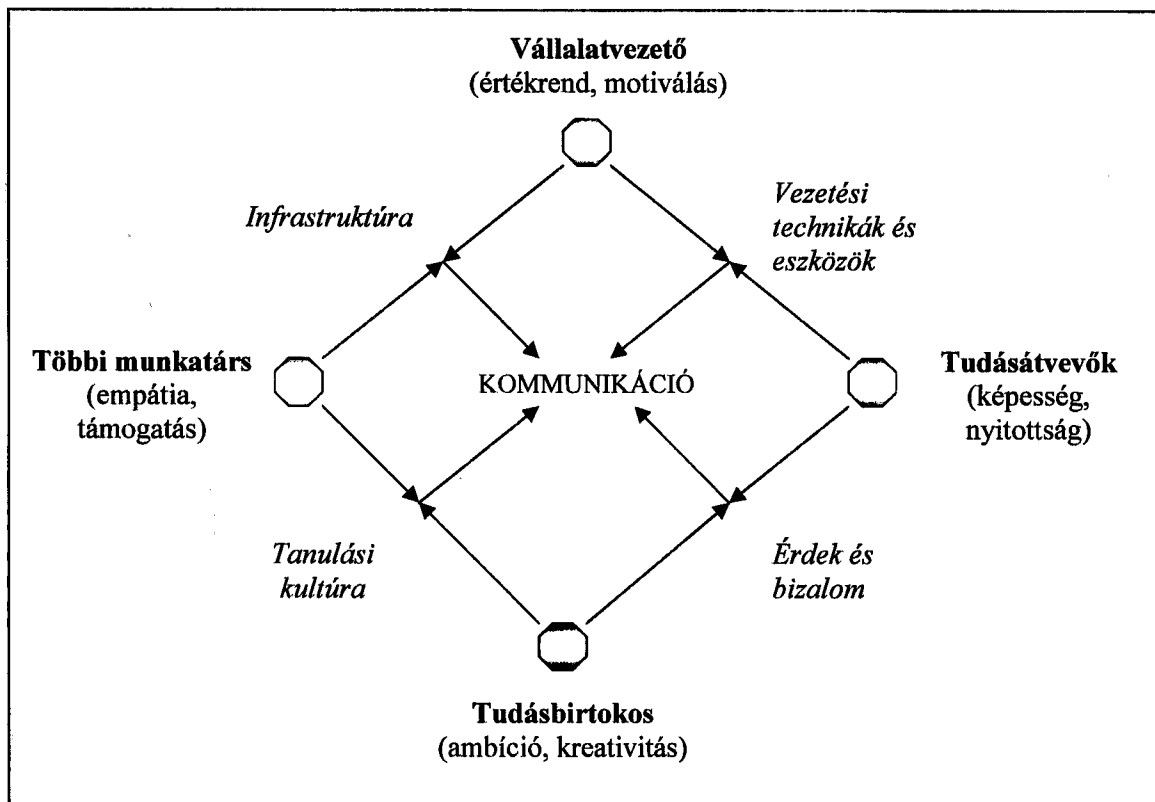 Vállalatvezető
(értékrend, motiválás)
Infrastruktúra
Vezetési
technikák és
eszközök
Többi munkatárs
(empátia,
támogatás)
KOMMUNIKÁCIÓ
Tudásátvevők
(képesség,
nyitottság)
Tanulási
kultúra
Érdek és
bizalom
Tudásbirtokos
(ambíció, kreativitás)